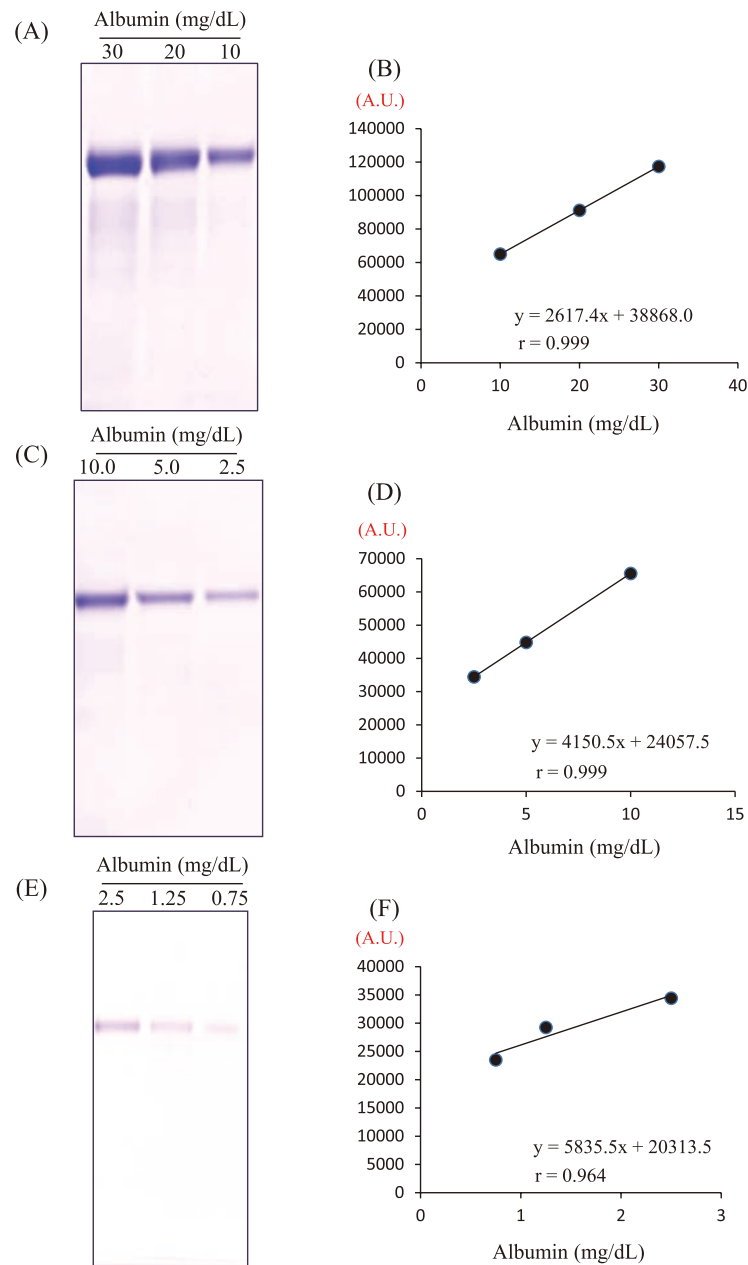 (A)
Albumin (mg/dL)
30 20 10
(B)
(A.U.)
140000
120000
100000
80000
60000
40000
20000
0
0 10 20 30 40
y = 2617.4x + 38868.0
r = 0.999
Albumin (mg/dL)
(C)
Albumin (mg/dL)
10.0 5.0 2.5
(D)
(A.U.)
70000
60000
50000
40000
30000
20000
10000
0
0 5 10 15
y = 4150.5x + 24057.5
r = 0.999
Albumin (mg/dL)
(E)
Albumin (mg/dL)
2.5 1.25 0.75
(F)
(A.U.)
40000
35000
30000
25000
20000
15000
10000
5000
0
0 1 2 3
y = 5835.5x + 20313.5
r = 0.964
Albumin (mg/dL)